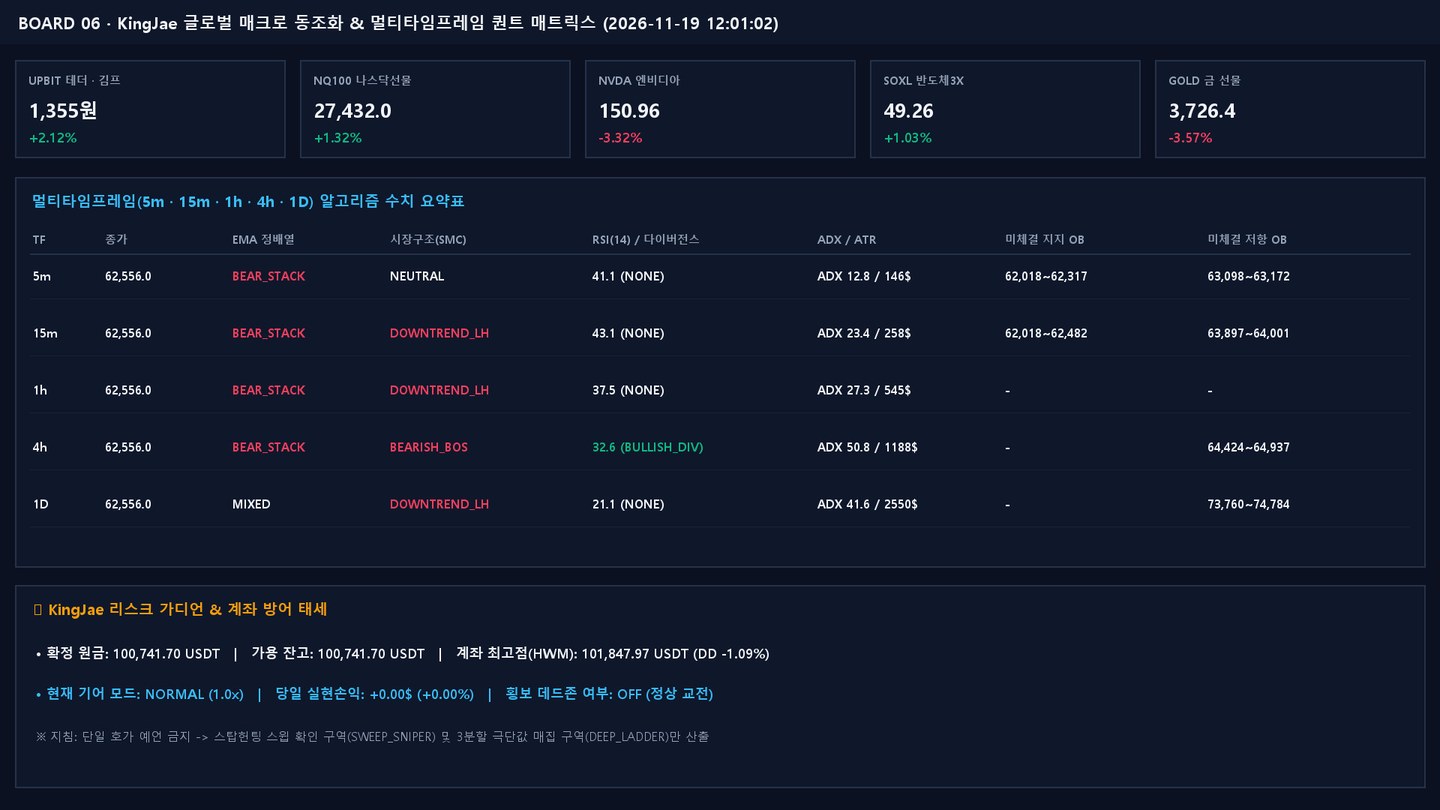 BOARD 06 · KingJae 글로벌 매크로 동조화 & 멀티타임프레임 퀀트 매트릭스 (2026-11-19 12:01:02)
UPBIT 테더 · 김프
1,355원
+2.12%
NQ100 나스닥선물
27,432.0
+1.32%
NVDA 엔비디아
150.96
-3.32%
SOXL 반도체3X
49.26
+1.03%
GOLD 금 선물
3,726.4
-3.57%
멀티타임프레임(5m · 15m · 1h · 4h · 1D) 알고리즘 수치 요약표
TF 종가 EMA 정배열 시장구조(SMC) RSI(14) / 다이버전스 ADX / ATR 미체결 지지 OB 미체결 저항 OB
5m 62,556.0 BEAR_STACK NEUTRAL 41.1 (NONE) ADX 12.8 / 146$ 62,018~62,317 63,098~63,172
15m 62,556.0 BEAR_STACK DOWNTREND_LH 43.1 (NONE) ADX 23.4 / 258$ 62,018~62,482 63,897~64,001
1h 62,556.0 BEAR_STACK DOWNTREND_LH 37.5 (NONE) ADX 27.3 / 545$ - -
4h 62,556.0 BEAR_STACK BEARISH_BOS 32.6 (BULLISH_DIV) ADX 50.8 / 1188$ - 64,424~64,937
1D 62,556.0 MIXED DOWNTREND_LH 21.1 (NONE) ADX 41.6 / 2550$ - 73,760~74,784
KingJae 리스크 가디언 & 계좌 방어 태세
• 확정 원금: 100,741.70 USDT | 가용 잔고: 100,741.70 USDT | 계좌 최고점(HWM): 101,847.97 USDT (DD -1.09%)
• 현재 기어 모드: NORMAL (1.0x) | 당일 실현손익: +0.00$ (+0.00%) | 횡보 데드존 여부: OFF (정상 교전)
※ 지침: 단일 호가 예언 금지 -> 스탑헌팅 스윕 확인 구역(SWEEP_SNIPER) 및 3분할 극단값 매집 구역(DEEP_LADDER)만 산출